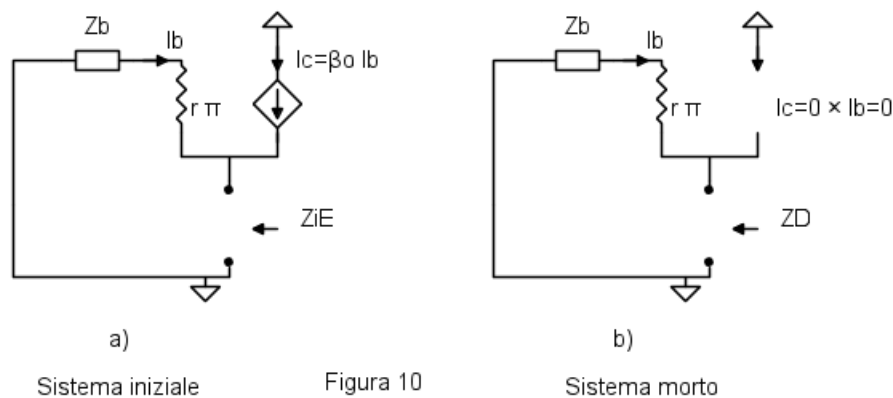 Zb
Ib
Ic=βo Ib
r π
ZiE
a)
Sistema iniziale
Zb
Ib
r π
Ic=0 × Ib=0
ZD
b)
Sistema morto
Figura 10